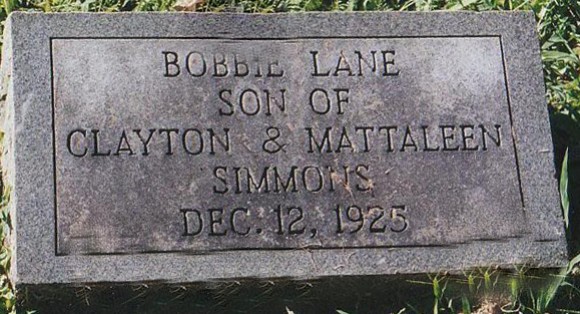 BOBBIE LANE
SON OF
CLAYTON & MATTALEEN
SIMMONS
DEC. 12, 1925